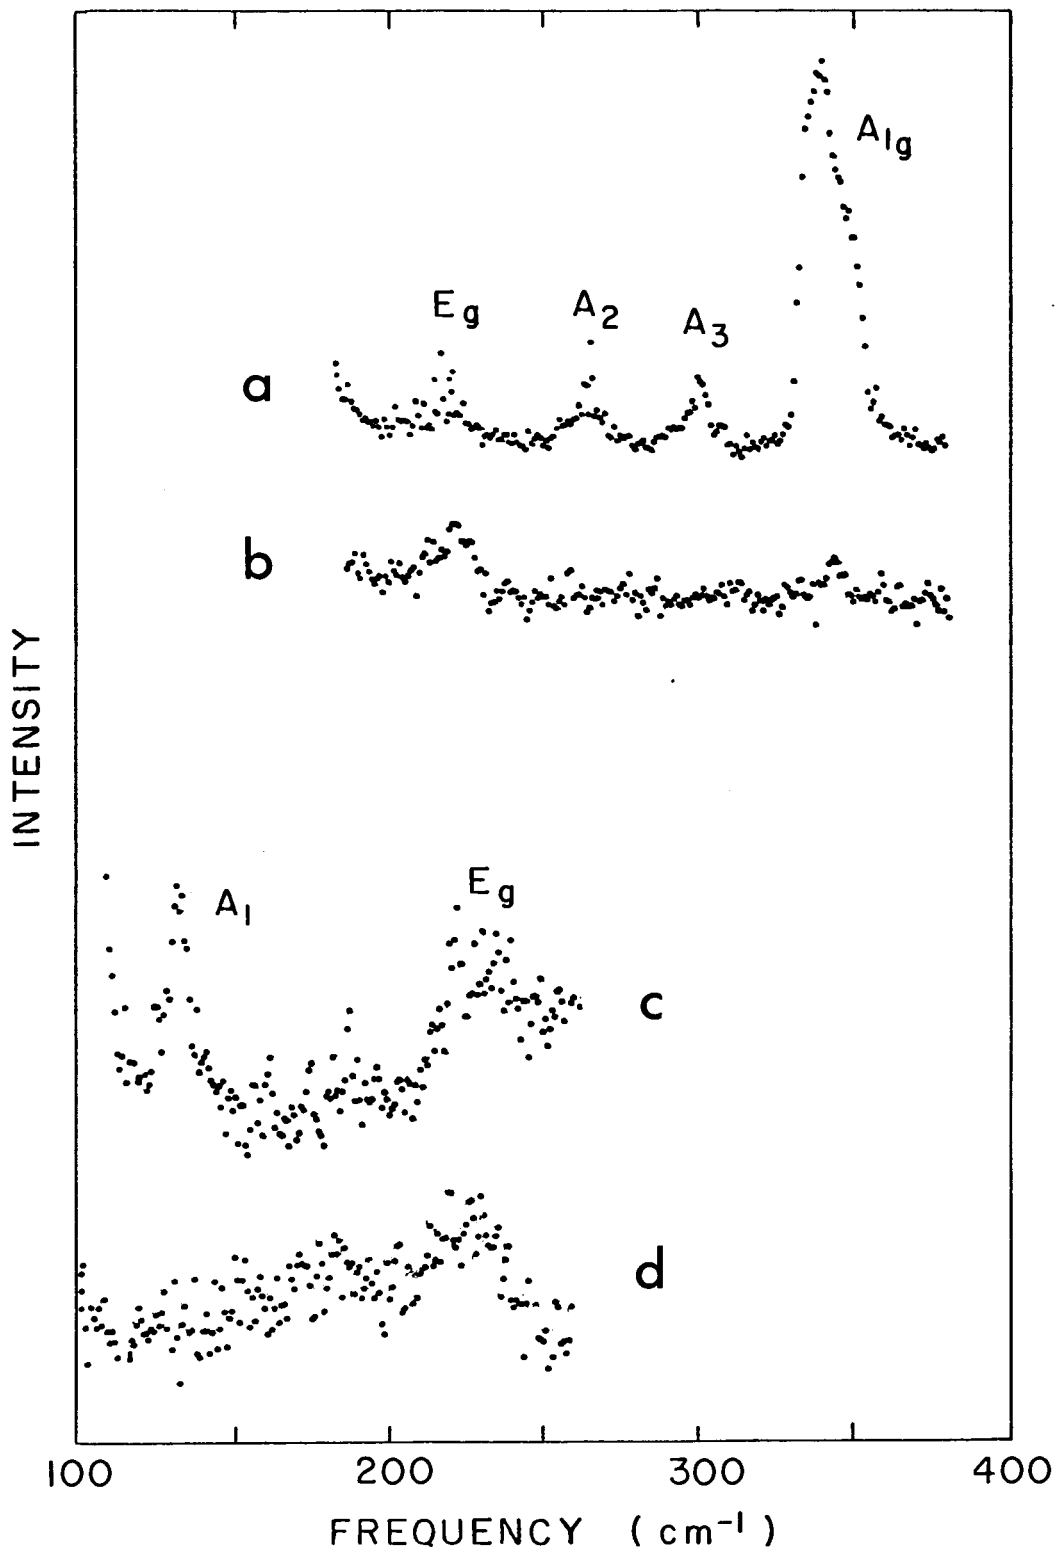 A1g
Eg
A2
A3
a
b
INTENSITY
A1
Eg
c
d
100 200 300 400
FREQUENCY (cm-1)